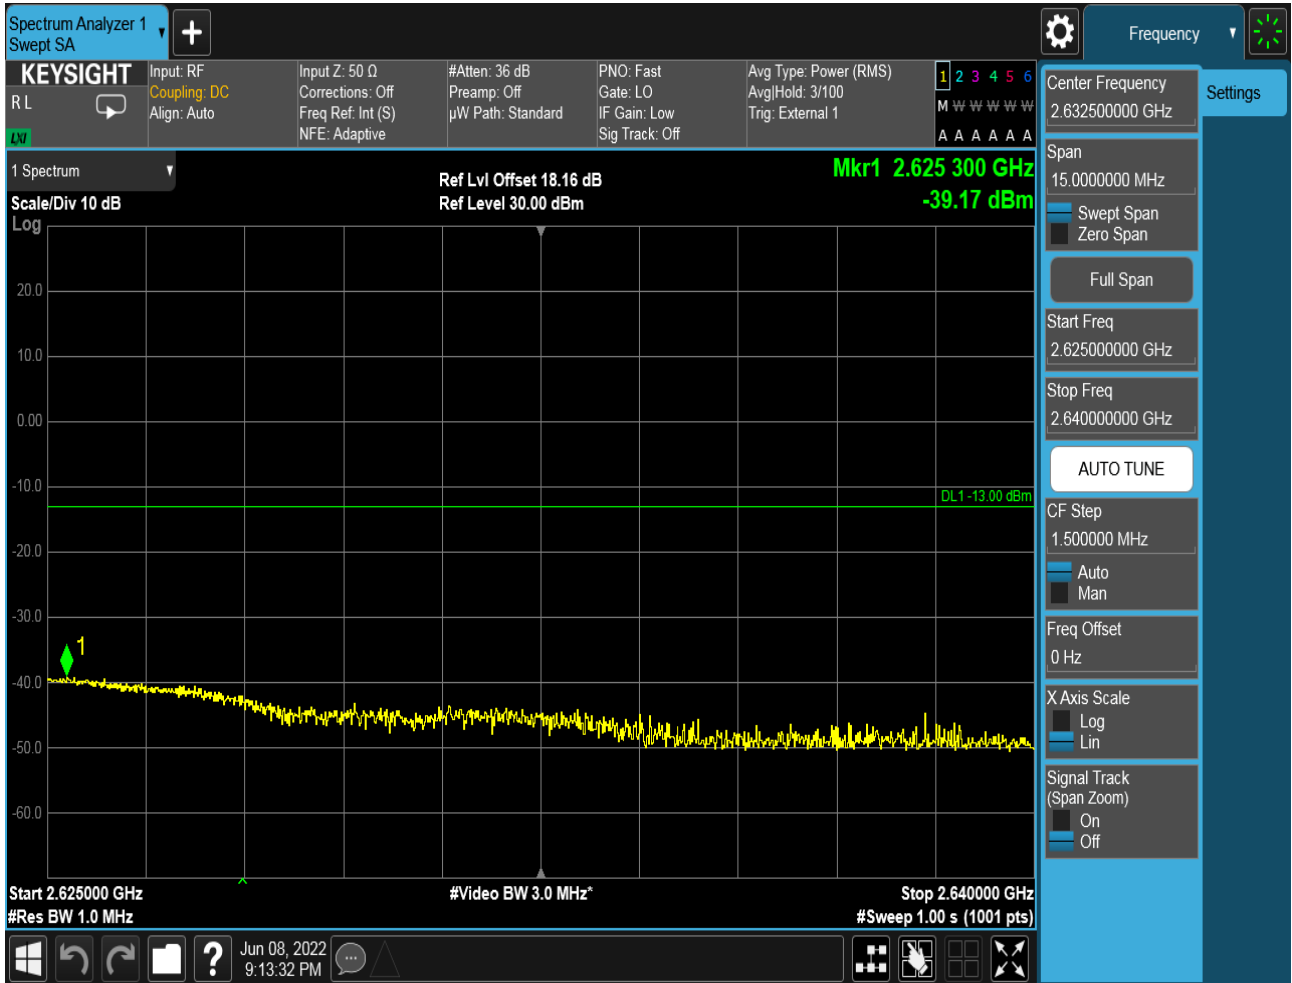 Spectrum Analyzer 1
Swept SA
Frequency
KEYSIGHT
R L
LXI
Input: RF
Coupling: DC
Align: Auto
Input Z: 50 Ω
Corrections: Off
Freq Ref: Int (S)
NFE: Adaptive
#Atten: 36 dB
Preamp: Off
µW Path: Standard
PNO: Fast
Gate: LO
IF Gain: Low
Sig Track: Off
Avg Type: Power (RMS)
Avg|Hold: 3/100
Trig: External 1
1 2 3 4 5 6
M W W W W W
A A A A A A
1 Spectrum
Scale/Div 10 dB
Log
Ref Lvl Offset 18.16 dB
Ref Level 30.00 dBm
Mkr1 2.625 300 GHz
-39.17 dBm
20.0
10.0
0.00
-10.0
-20.0
-30.0
-40.0
-50.0
-60.0
DL1 -13.00 dBm
1
Start 2.625000 GHz
#Res BW 1.0 MHz
#Video BW 3.0 MHz*
Stop 2.640000 GHz
#Sweep 1.00 s (1001 pts)
Jun 08, 2022
9:13:32 PM
Center Frequency
2.632500000 GHz
Settings
Span
15.0000000 MHz
Swept Span
Zero Span
Full Span
Start Freq
2.625000000 GHz
Stop Freq
2.640000000 GHz
AUTO TUNE
CF Step
1.500000 MHz
Auto
Man
Freq Offset
0 Hz
X Axis Scale
Log
Lin
Signal Track
(Span Zoom)
On
Off